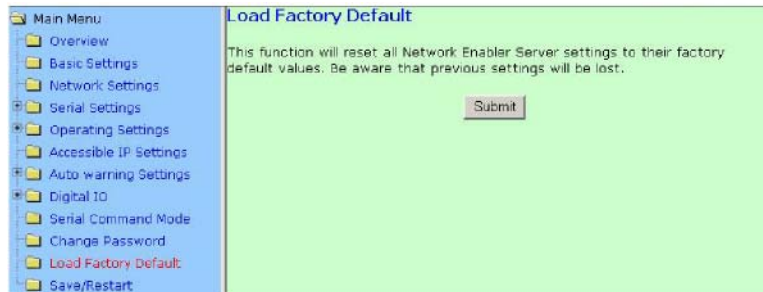 Main Menu
Overview
Basic Settings
Network Settings
Serial Settings
Operating Settings
Accessible IP Settings
Auto warning Settings
Digital IO
Serial Command Mode
Change Password
Load Factory Default
Save/Restart
Load Factory Default
This function will reset all Network Enabler Server settings to their factory
default values. Be aware that previous settings will be lost.
Submit